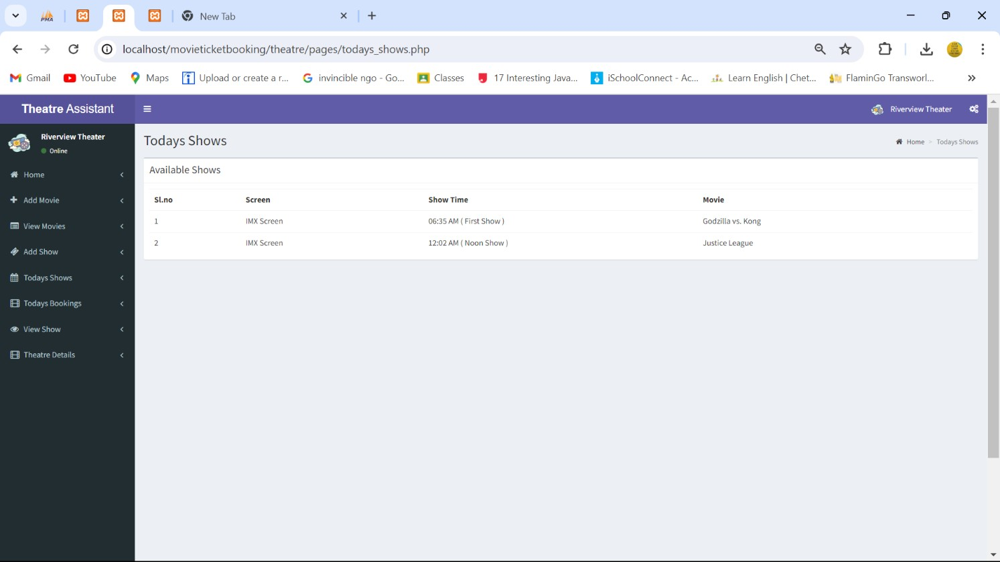 PMA
New Tab
localhost/movieticketbooking/theatre/pages/todays_shows.php
Gmail YouTube Maps Upload or create a r... invincible ngo - Go... Classes 17 Interesting Java... iSchoolConnect - Ac... Learn English | Chet... FlaminGo Transworl...
Theatre Assistant
Riverview Theater
Riverview Theater
Online
Home
Add Movie
View Movies
Add Show
Todays Shows
Todays Bookings
View Show
Theatre Details
Todays Shows
Home > Todays Shows
Available Shows
Sl.no Screen Show Time Movie
1 IMX Screen 06:35 AM ( First Show ) Godzilla vs. Kong
2 IMX Screen 12:02 AM ( Noon Show ) Justice League